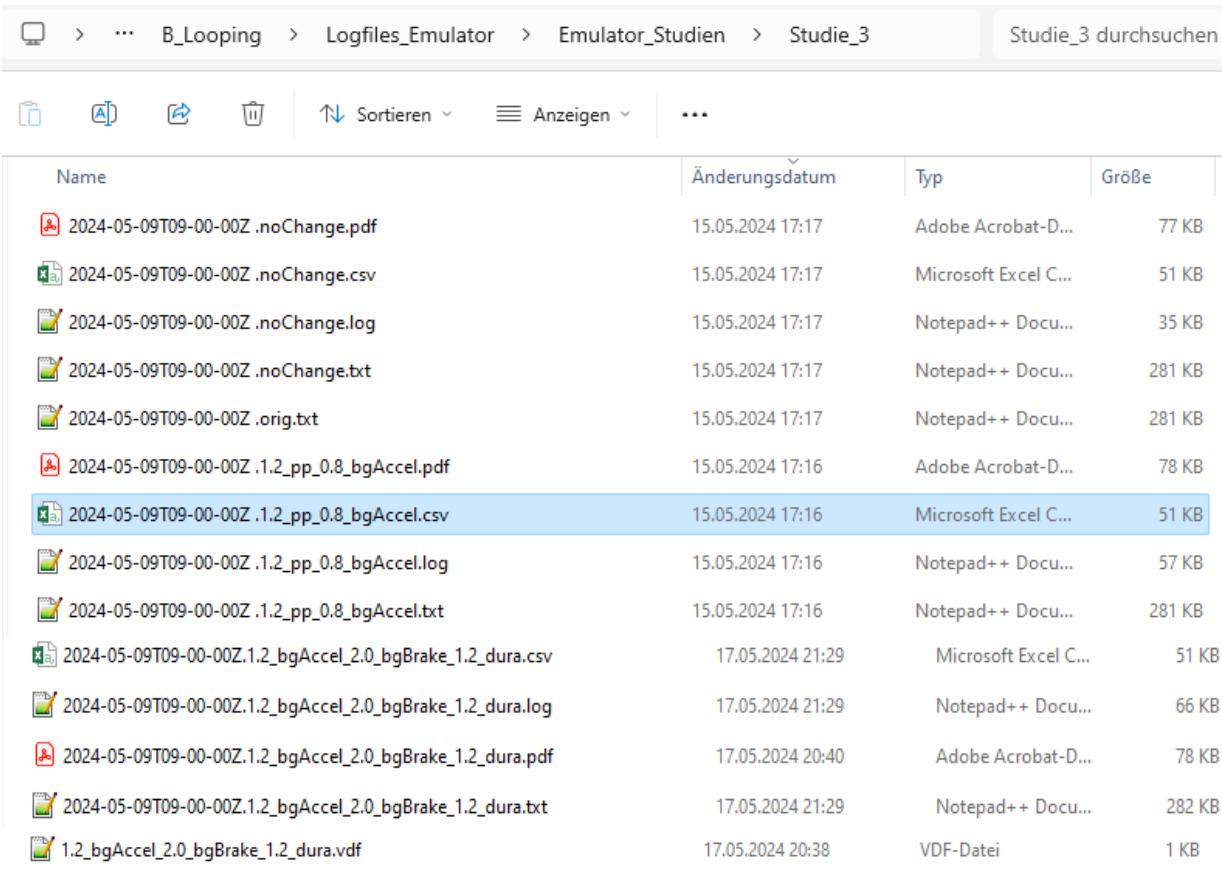 > ... B_Looping > Logfiles_Emulator > Emulator_Studien > Studie_3 Studie_3 durchsuchen
Sortieren Anzeigen ...
Name Änderungsdatum Typ Größe
2024-05-09T09-00-00Z .noChange.pdf 15.05.2024 17:17 Adobe Acrobat-D... 77 KB
2024-05-09T09-00-00Z .noChange.csv 15.05.2024 17:17 Microsoft Excel C... 51 KB
2024-05-09T09-00-00Z .noChange.log 15.05.2024 17:17 Notepad++ Docu... 35 KB
2024-05-09T09-00-00Z .noChange.txt 15.05.2024 17:17 Notepad++ Docu... 281 KB
2024-05-09T09-00-00Z .orig.txt 15.05.2024 17:17 Notepad++ Docu... 281 KB
2024-05-09T09-00-00Z .1.2_pp_0.8_bgAccel.pdf 15.05.2024 17:16 Adobe Acrobat-D... 78 KB
2024-05-09T09-00-00Z .1.2_pp_0.8_bgAccel.csv 15.05.2024 17:16 Microsoft Excel C... 51 KB
2024-05-09T09-00-00Z .1.2_pp_0.8_bgAccel.log 15.05.2024 17:16 Notepad++ Docu... 57 KB
2024-05-09T09-00-00Z .1.2_pp_0.8_bgAccel.txt 15.05.2024 17:16 Notepad++ Docu... 281 KB
2024-05-09T09-00-00Z.1.2_bgAccel_2.0_bgBrake_1.2_dura.csv 17.05.2024 21:29 Microsoft Excel C... 51 KB
2024-05-09T09-00-00Z.1.2_bgAccel_2.0_bgBrake_1.2_dura.log 17.05.2024 21:29 Notepad++ Docu... 66 KB
2024-05-09T09-00-00Z.1.2_bgAccel_2.0_bgBrake_1.2_dura.pdf 17.05.2024 20:40 Adobe Acrobat-D... 78 KB
2024-05-09T09-00-00Z.1.2_bgAccel_2.0_bgBrake_1.2_dura.txt 17.05.2024 21:29 Notepad++ Docu... 282 KB
1.2_bgAccel_2.0_bgBrake_1.2_dura.vdf 17.05.2024 20:38 VDF-Datei 1 KB